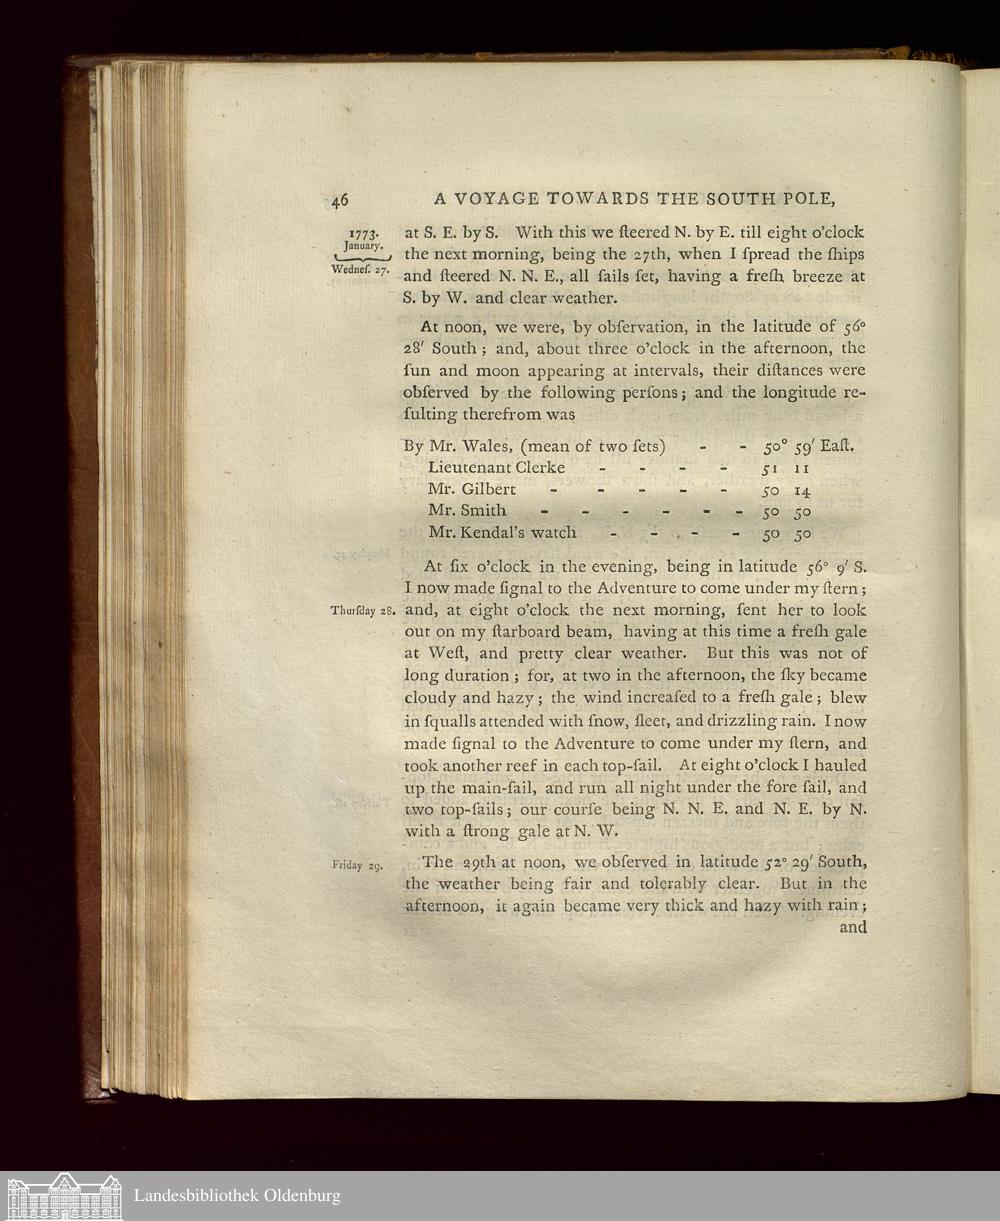 46 A VOYAGE TOWARDS THE SOUTH POLE,
1773.
January.
Wedneſ. 27.
at S. E. by S. With this we ſteered N. by E. till eight o'clock
the next morning, being the 27th, when I ſpread the ſhips
and ſteered N. N. E., all ſails ſet, having a freſh breeze at
S. by W. and clear weather.
At noon, we were, by obſervation, in the latitude of 56°
28′ South; and, about three o'clock in the afternoon, the
ſun and moon appearing at intervals, their diſtances were
obſerved by the following perſons; and the longitude re-
ſulting therefrom was
By Mr. Wales, (mean of two ſets) - - 50° 59′ Eaſt.
Lieutenant Clerke - - - - 51 11
Mr. Gilbert - - - - - 50 14
Mr. Smith - - - - - - 50 50
Mr. Kendal's watch - - - - 50 50
At ſix o'clock in the evening, being in latitude 56° 9′ S.
I now made ſignal to the Adventure to come under my ſtern;
Thurſday 28. and, at eight o'clock the next morning, ſent her to look
out on my ſtarboard beam, having at this time a freſh gale
at Weſt, and pretty clear weather. But this was not of
long duration; for, at two in the afternoon, the ſky became
cloudy and hazy; the wind increaſed to a freſh gale; blew
in ſqualls attended with ſnow, ſleet, and drizzling rain. I now
made ſignal to the Adventure to come under my ſtern, and
took another reef in each top-ſail. At eight o'clock I hauled
up the main-ſail, and run all night under the fore ſail, and
two top-ſails; our courſe being N. N. E. and N. E. by N.
with a ſtrong gale at N. W.
Friday 29. The 29th at noon, we obſerved in latitude 52° 29′ South,
the weather being fair and tolerably clear. But in the
afternoon, it again became very thick and hazy with rain;
and
Landesbibliothek Oldenburg